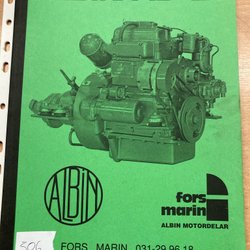 ALBIN
fors
marin
ALBIN MOTORDELAR
506
FORS MARIN 031-29 96 18